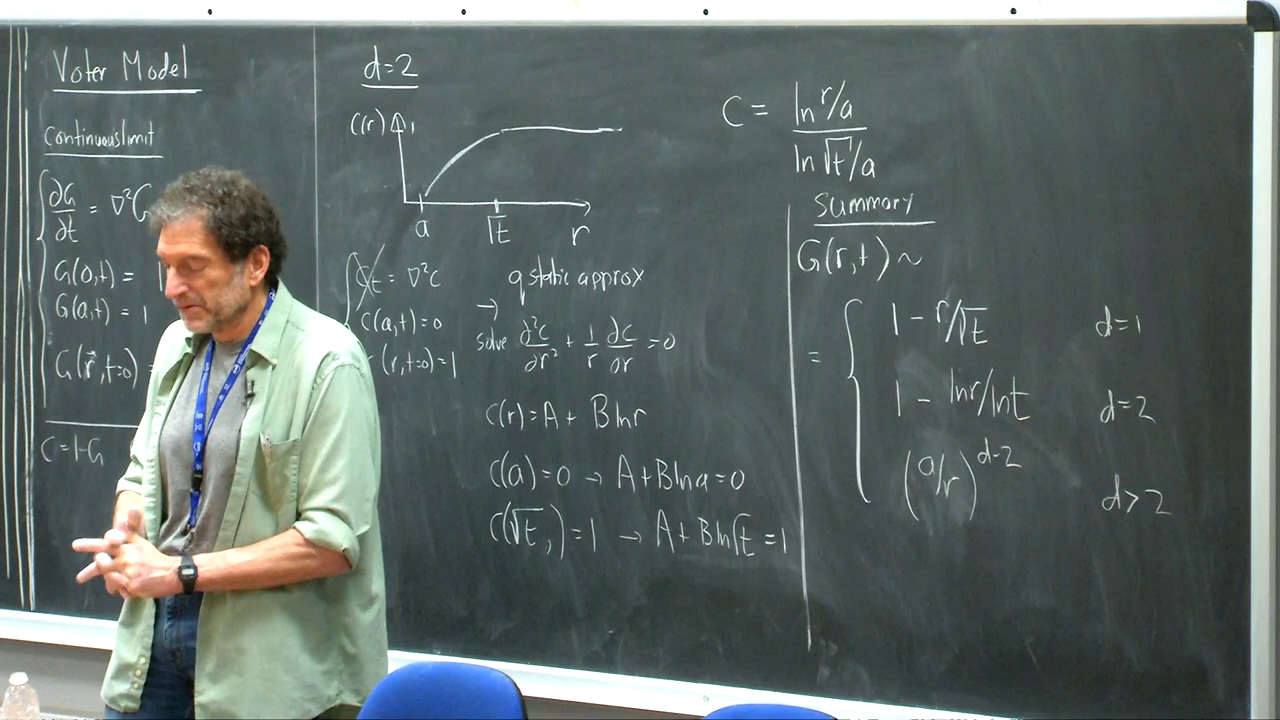 Voter Model
Continuous limit
∂G/∂t = ∇²G
G(0,t) =
G(a,t) = 1
G(r⃗,t=0) =
C=1-G
d=2
C(r) 1
a √t r
= ∇²c
c(a,t)=0
(r,t=0)=1
q static approx
→
solve ∂²c/∂r² + 1/r ∂c/∂r = 0
c(r)=A + B ln r
c(a)=0 → A+B ln a=0
c(√t,)=1 → A+B ln √t = 1
C = ln r/a / ln √t/a
Summary
G(r,t) ~
= { 1 - r/√t d=1
1 - ln r/ln t d=2
(a/r)^{d-2} d>2